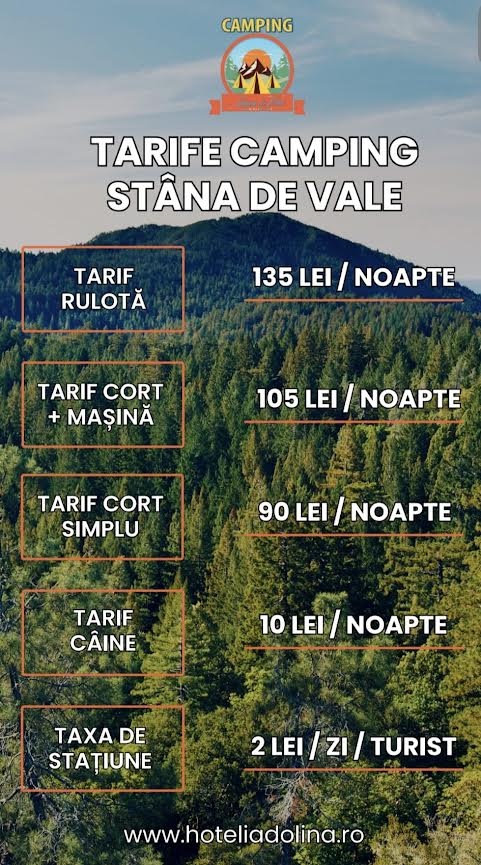 CAMPING
TARIFE CAMPING
STÂNA DE VALE
TARIF
RULOTĂ
135 LEI / NOAPTE
TARIF CORT
+ MAȘINĂ
105 LEI / NOAPTE
TARIF CORT
SIMPLU
90 LEI / NOAPTE
TARIF
CÂINE
10 LEI / NOAPTE
TAXA DE
STAȚIUNE
2 LEI / ZI / TURIST
www.hoteliadolina.ro